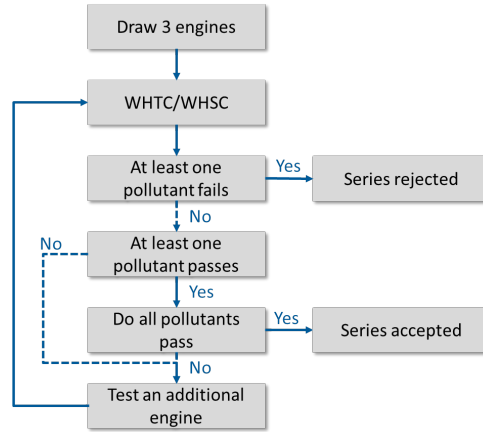 Draw 3 engines
WHTC/WHSC
At least one
pollutant fails
Yes
Series rejected
No
At least one
pollutant passes
No
Yes
Do all pollutants
pass
Yes
Series accepted
No
Test an additional
engine